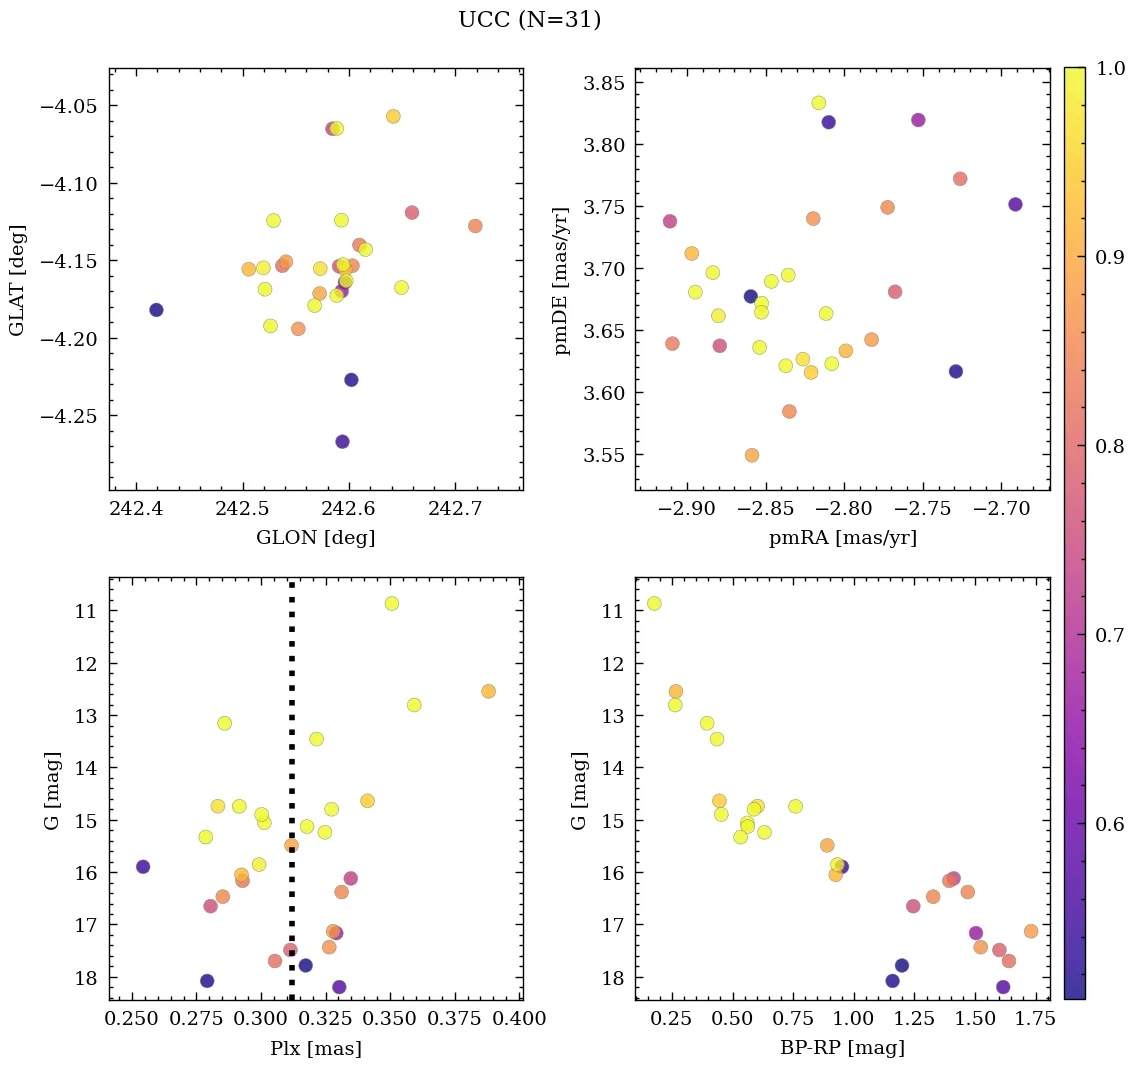 UCC (N=31)
−4.05
−4.10
−4.15
−4.20
−4.25
GLAT [deg]
242.4 242.5 242.6 242.7
GLON [deg]
3.85
3.80
3.75
3.70
3.65
3.60
3.55
pmDE [mas/yr]
−2.90 −2.85 −2.80 −2.75 −2.70
pmRA [mas/yr]
11
12
13
14
15
16
17
18
G [mag]
0.250 0.275 0.300 0.325 0.350 0.375 0.400
Plx [mas]
11
12
13
14
15
16
17
18
G [mag]
0.25 0.50 0.75 1.00 1.25 1.50 1.75
BP-RP [mag]
1.0
0.9
0.8
0.7
0.6